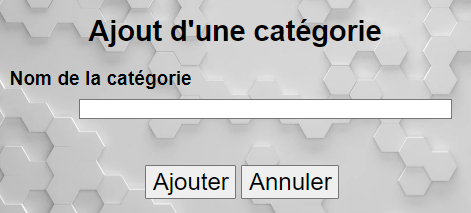 Ajout d'une catégorie
Nom de la catégorie
Ajouter Annuler